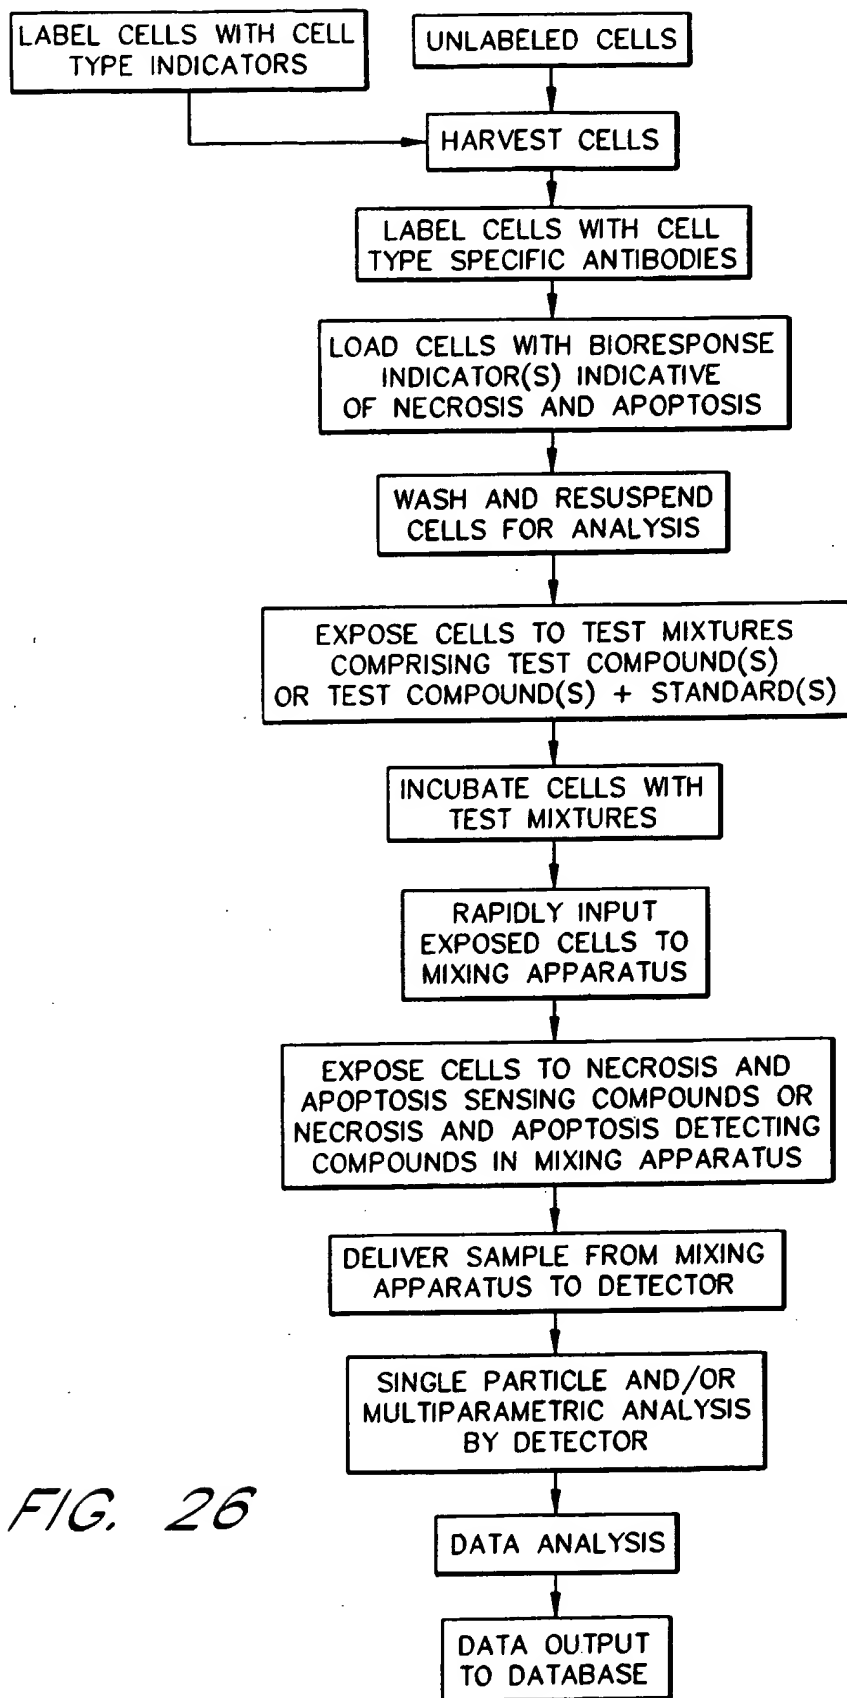 LABEL CELLS WITH CELL
TYPE INDICATORS
UNLABELED CELLS
HARVEST CELLS
LABEL CELLS WITH CELL
TYPE SPECIFIC ANTIBODIES
LOAD CELLS WITH BIORESPONSE
INDICATOR(S) INDICATIVE
OF NECROSIS AND APOPTOSIS
WASH AND RESUSPEND
CELLS FOR ANALYSIS
EXPOSE CELLS TO TEST MIXTURES
COMPRISING TEST COMPOUND(S)
OR TEST COMPOUND(S) + STANDARD(S)
INCUBATE CELLS WITH
TEST MIXTURES
RAPIDLY INPUT
EXPOSED CELLS TO
MIXING APPARATUS
EXPOSE CELLS TO NECROSIS AND
APOPTOSIS SENSING COMPOUNDS OR
NECROSIS AND APOPTOSIS DETECTING
COMPOUNDS IN MIXING APPARATUS
DELIVER SAMPLE FROM MIXING
APPARATUS TO DETECTOR
SINGLE PARTICLE AND/OR
MULTIPARAMETRIC ANALYSIS
BY DETECTOR
DATA ANALYSIS
DATA OUTPUT
TO DATABASE
FIG. 26